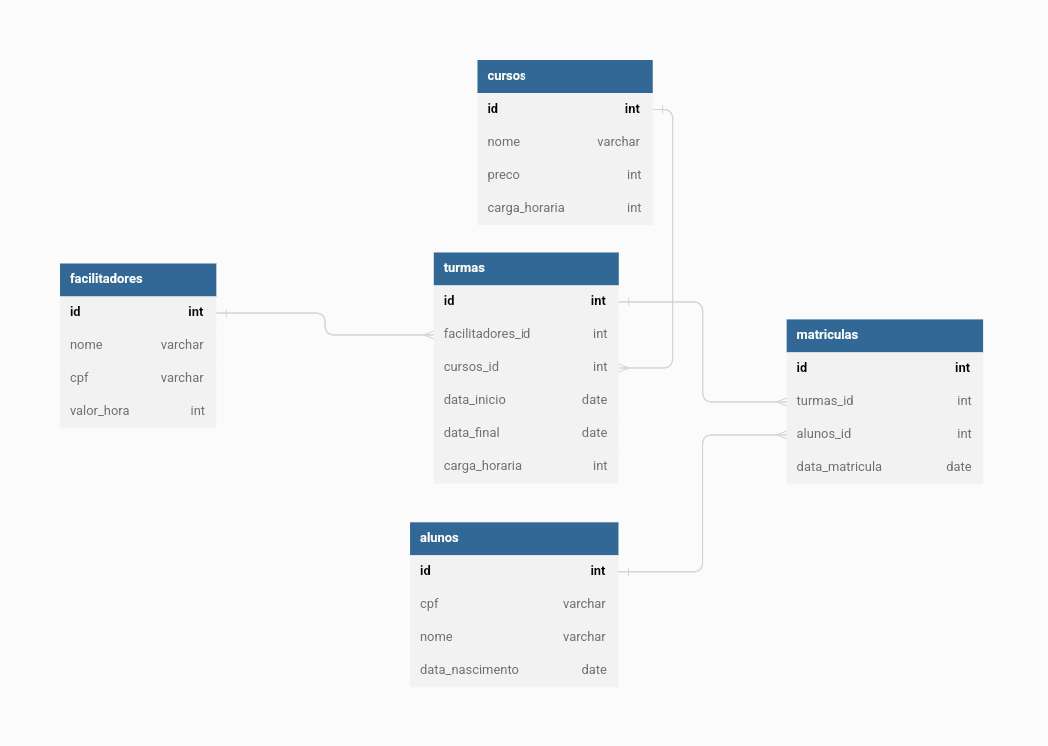 cursos
id int
nome varchar
preco int
carga_horaria int
facilitadores
id int
nome varchar
cpf varchar
valor_hora int
turmas
id int
facilitadores_id int
cursos_id int
data_inicio date
data_final date
carga_horaria int
matriculas
id int
turmas_id int
alunos_id int
data_matricula date
alunos
id int
cpf varchar
nome varchar
data_nascimento date